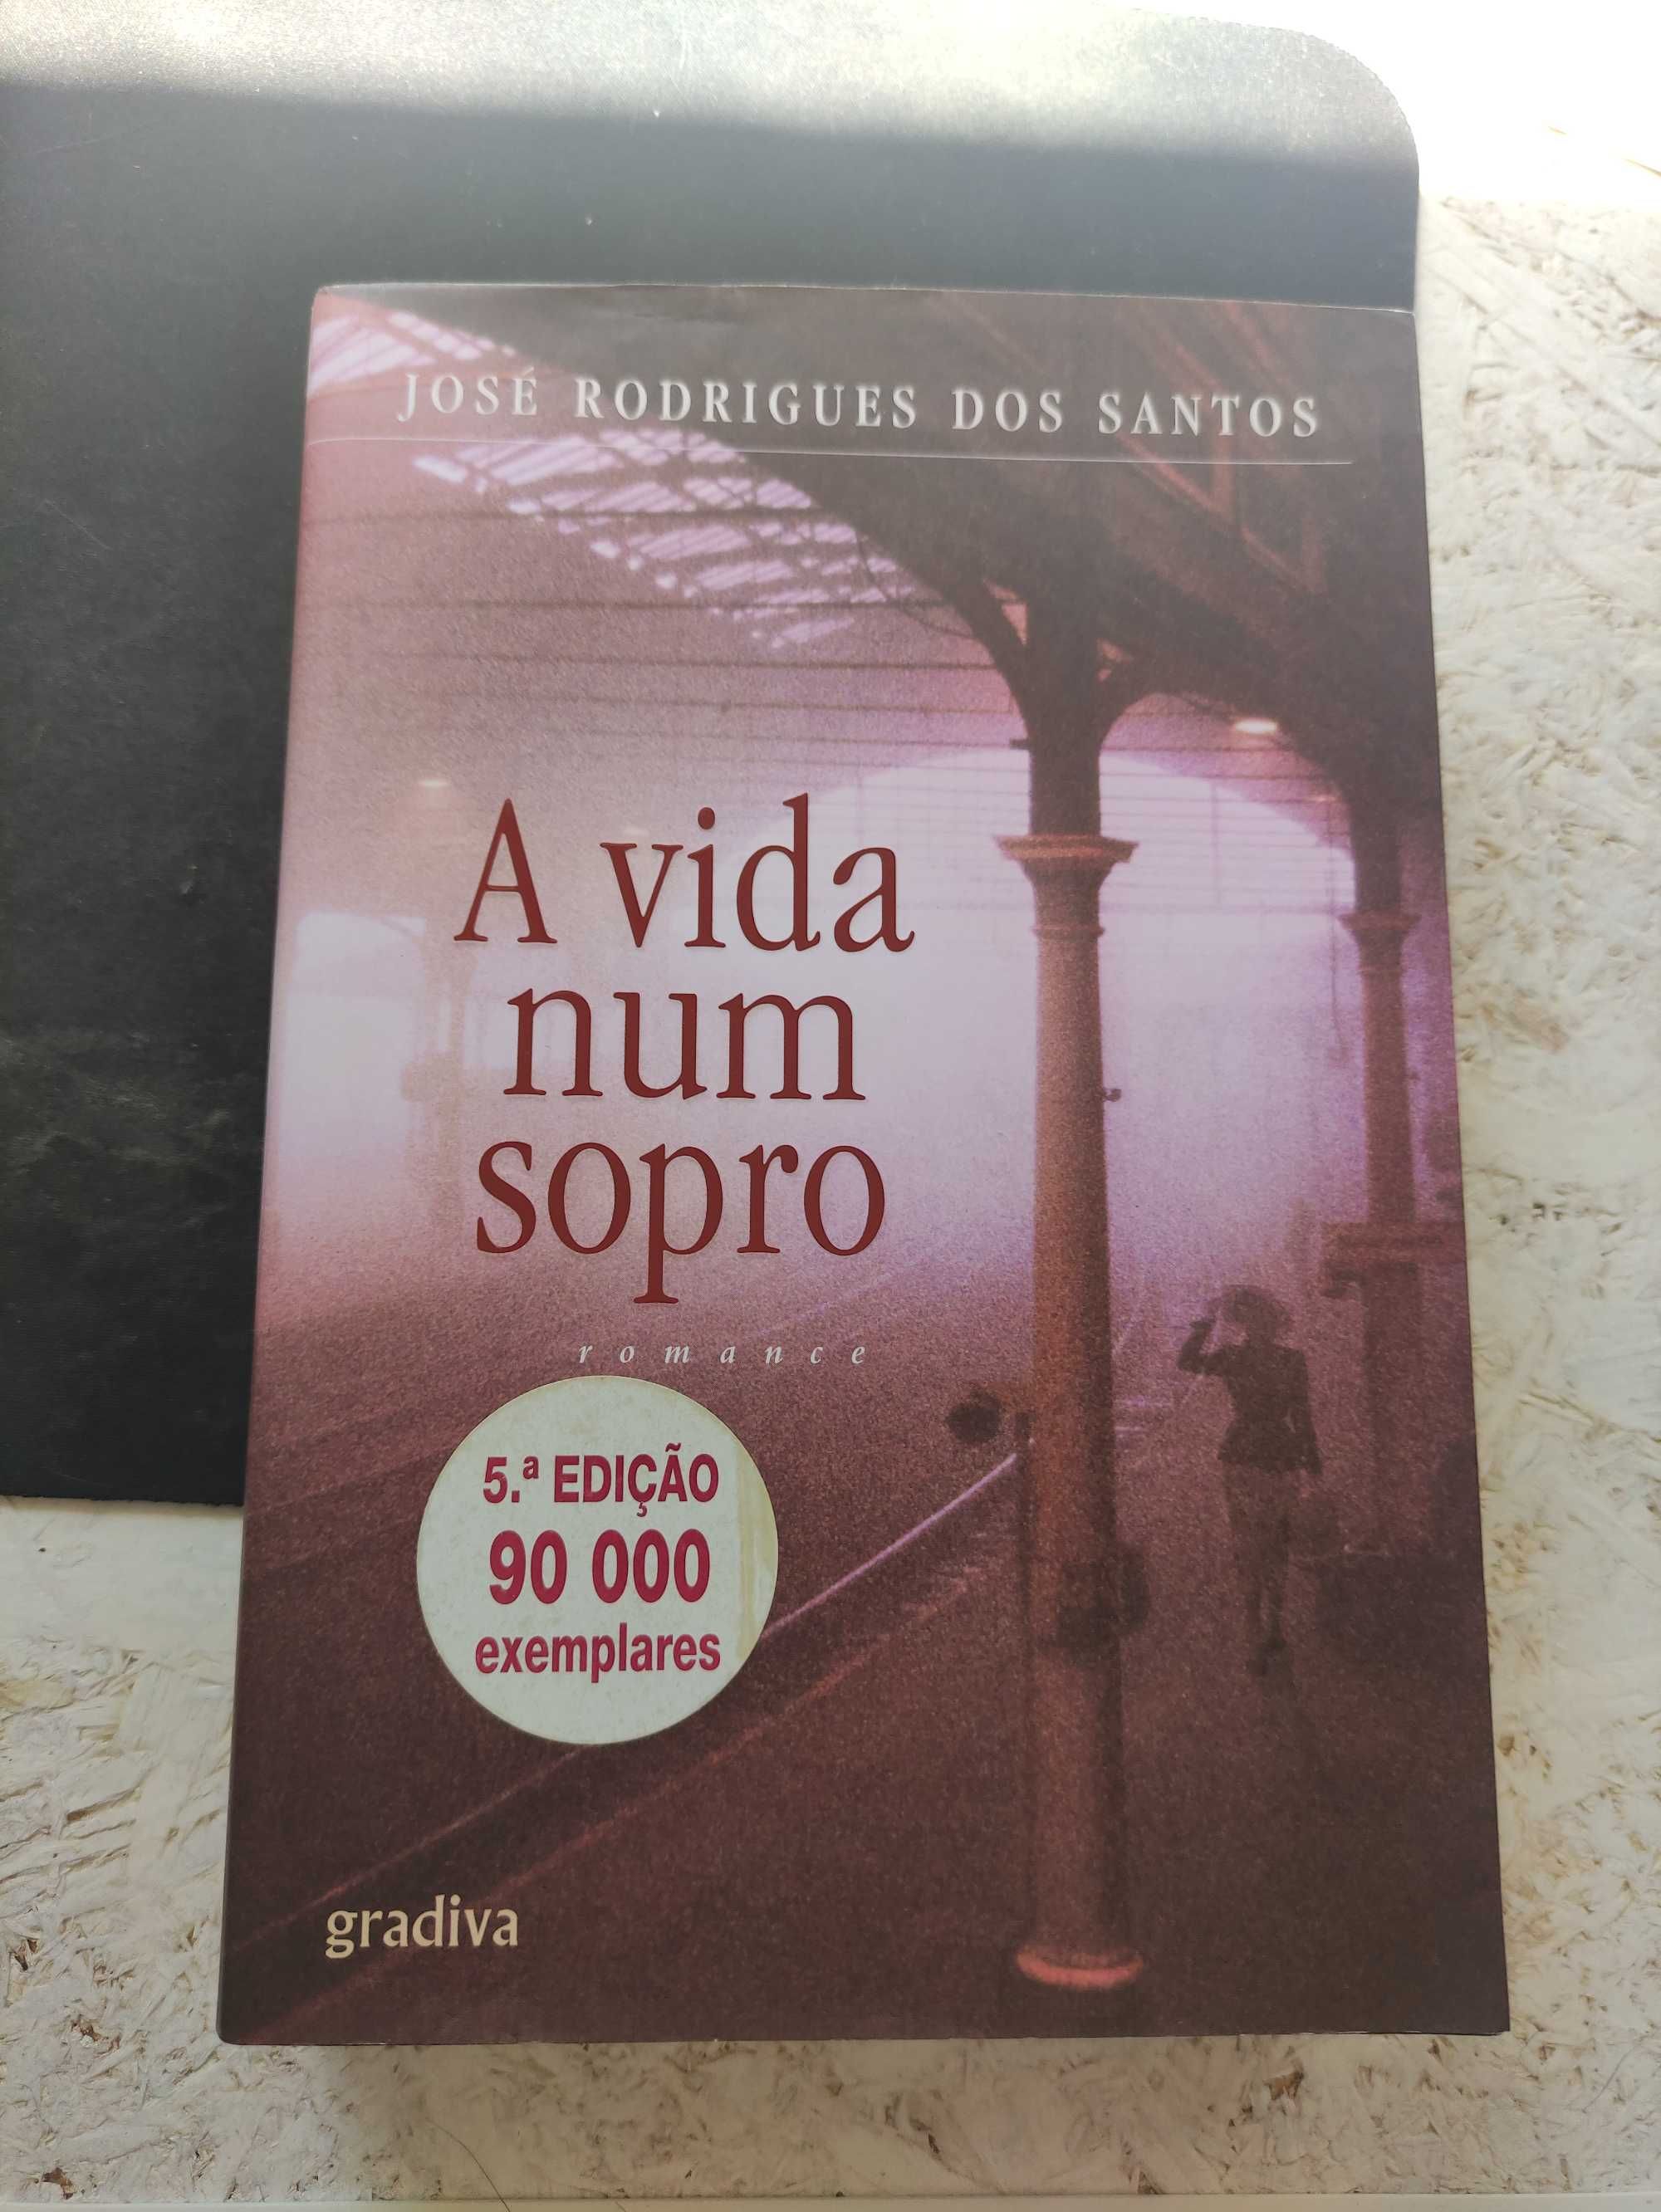 JOSÉ RODRIGUES DOS SANTOS
A vida
num
sopro
romance
5.ª EDIÇÃO
90 000
exemplares
gradiva